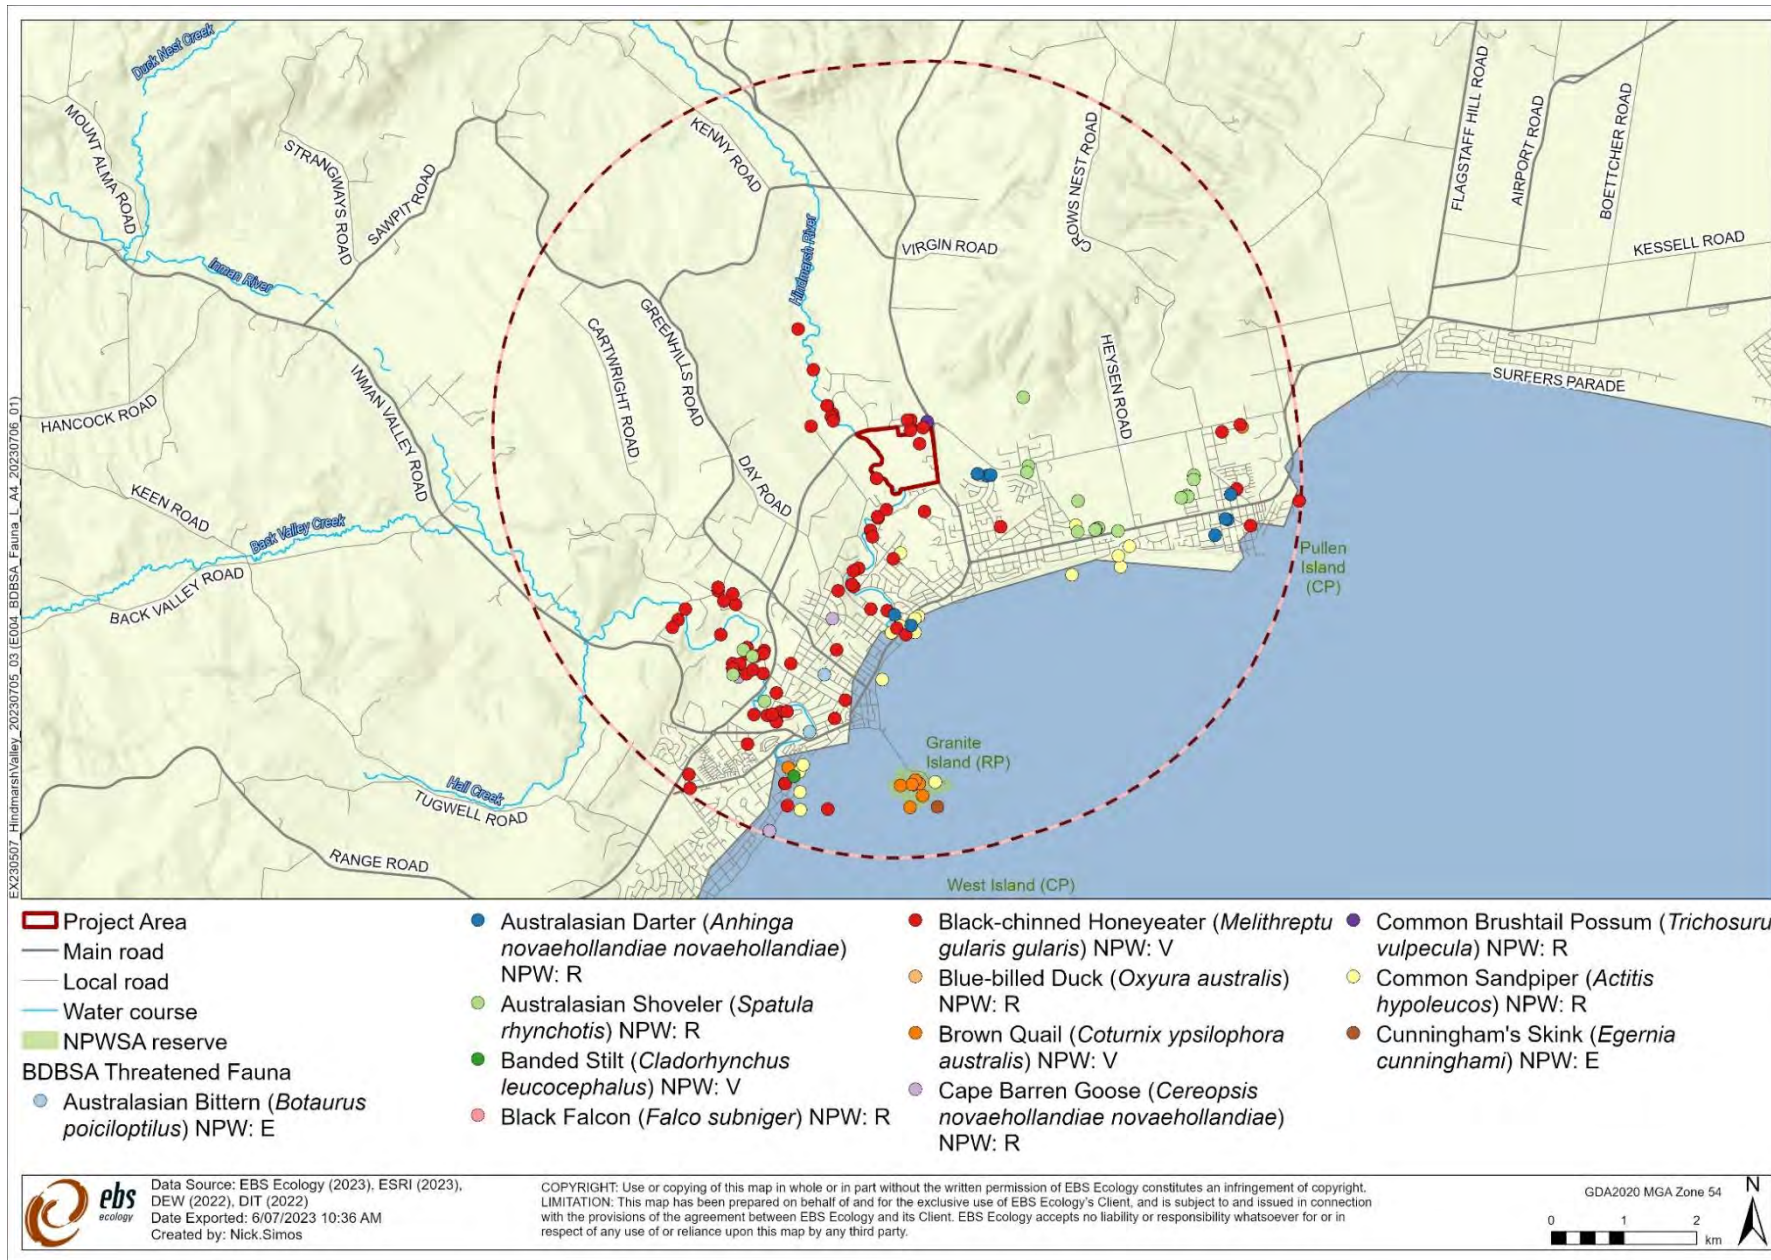 Duck Nest Creek
MOUNT ALMA ROAD
STRANGWAYS ROAD
SAWPIT ROAD
KENNY ROAD
CROWS NEST ROAD
FLAGSTAFF HILL ROAD
AIRPORT ROAD
BOETTCHER ROAD
KESSELL ROAD
VIRGIN ROAD
Inman River
Hindmarsh River
GREENHILLS ROAD
CARTWRIGHT ROAD
INMAN VALLEY ROAD
HEYSEN ROAD
SURFERS PARADE
HANCOCK ROAD
DAY ROAD
KEEN ROAD
Back Valley Creek
BACK VALLEY ROAD
Pullen
Island
(CP)
Granite
Island (RP)
Hall Creek
TUGWELL ROAD
RANGE ROAD
West Island (CP)
EX230507_HindmarshValley_20230705_03 (E004_BDBSA_Fauna_L_A4_20230706_01)
Project Area
Main road
Local road
Water course
NPWSA reserve
BDBSA Threatened Fauna
Australasian Bittern (Botaurus
poiciloptilus) NPW: E
Australasian Darter (Anhinga
novaehollandiae novaehollandiae)
NPW: R
Australasian Shoveler (Spatula
rhynchotis) NPW: R
Banded Stilt (Cladorhynchus
leucocephalus) NPW: V
Black Falcon (Falco subniger) NPW: R
Black-chinned Honeyeater (Melithreptu
gularis gularis) NPW: V
Blue-billed Duck (Oxyura australis)
NPW: R
Brown Quail (Coturnix ypsilophora
australis) NPW: V
Cape Barren Goose (Cereopsis
novaehollandiae novaehollandiae)
NPW: R
Common Brushtail Possum (Trichosuru
vulpecula) NPW: R
Common Sandpiper (Actitis
hypoleucos) NPW: R
Cunningham's Skink (Egernia
cunninghami) NPW: E
ebs
ecology
Data Source: EBS Ecology (2023), ESRI (2023),
DEW (2022), DIT (2022)
Date Exported: 6/07/2023 10:36 AM
Created by: Nick.Simos
COPYRIGHT: Use or copying of this map in whole or in part without the written permission of EBS Ecology constitutes an infringement of copyright.
LIMITATION: This map has been prepared on behalf of and for the exclusive use of EBS Ecology's Client, and is subject to and issued in connection
with the provisions of the agreement between EBS Ecology and its Client. EBS Ecology accepts no liability or responsibility whatsoever for or in
respect of any use of or reliance upon this map by any third party.
GDA2020 MGA Zone 54
N
0 1 2
km